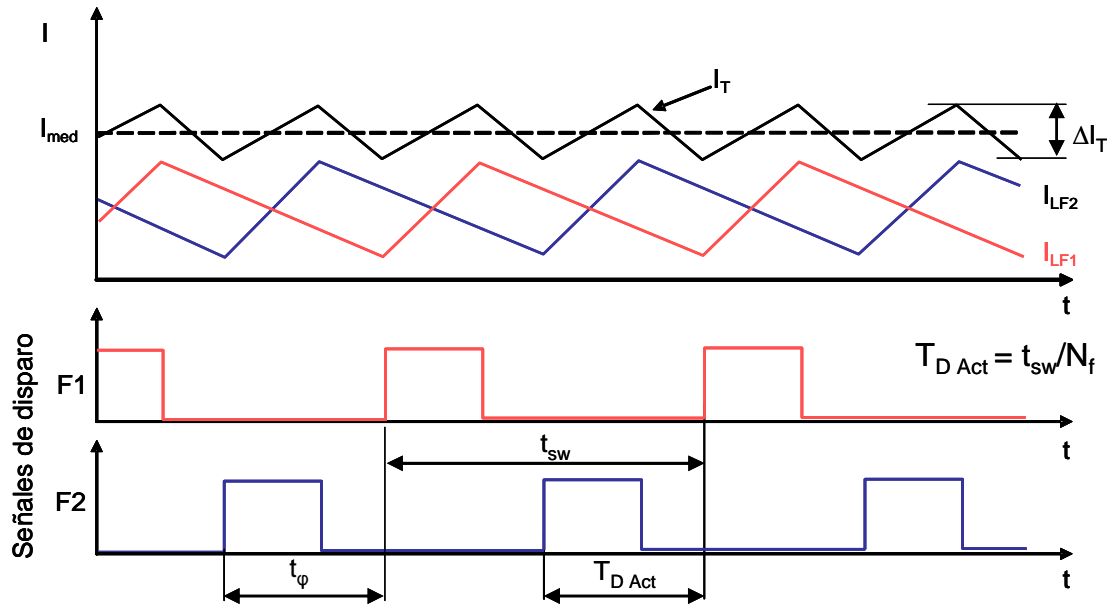 I
I_T
I_med
ΔI_T
I_LF2
I_LF1
t
Señales de disparo
F1
T_D Act = t_sw/N_f
t
t_sw
F2
t
t_φ
T_D Act